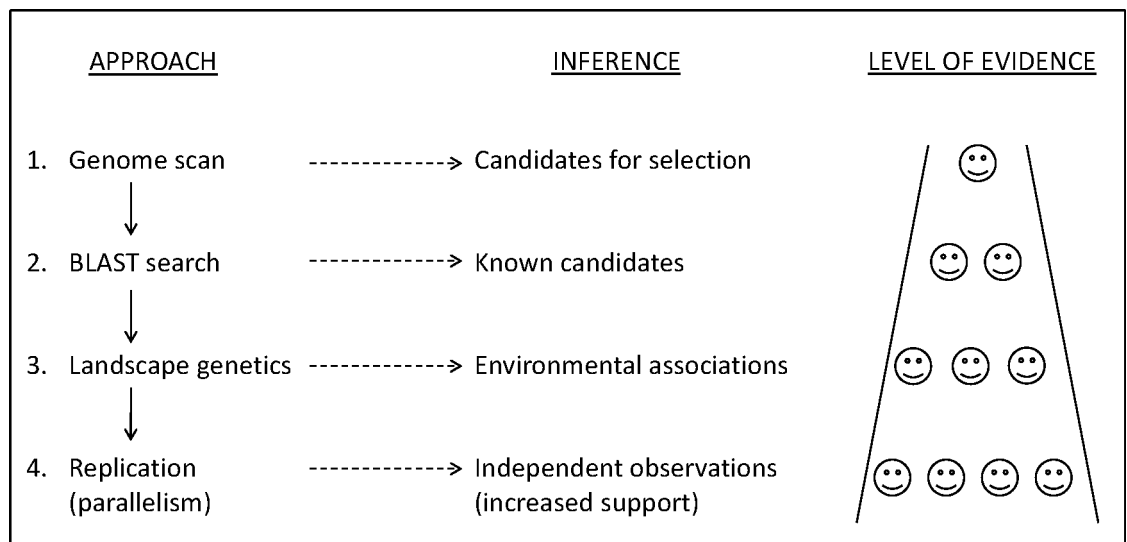 APPROACH INFERENCE LEVEL OF EVIDENCE
1. Genome scan Candidates for selection
2. BLAST search Known candidates
3. Landscape genetics Environmental associations
4. Replication Independent observations
(parallelism) (increased support)